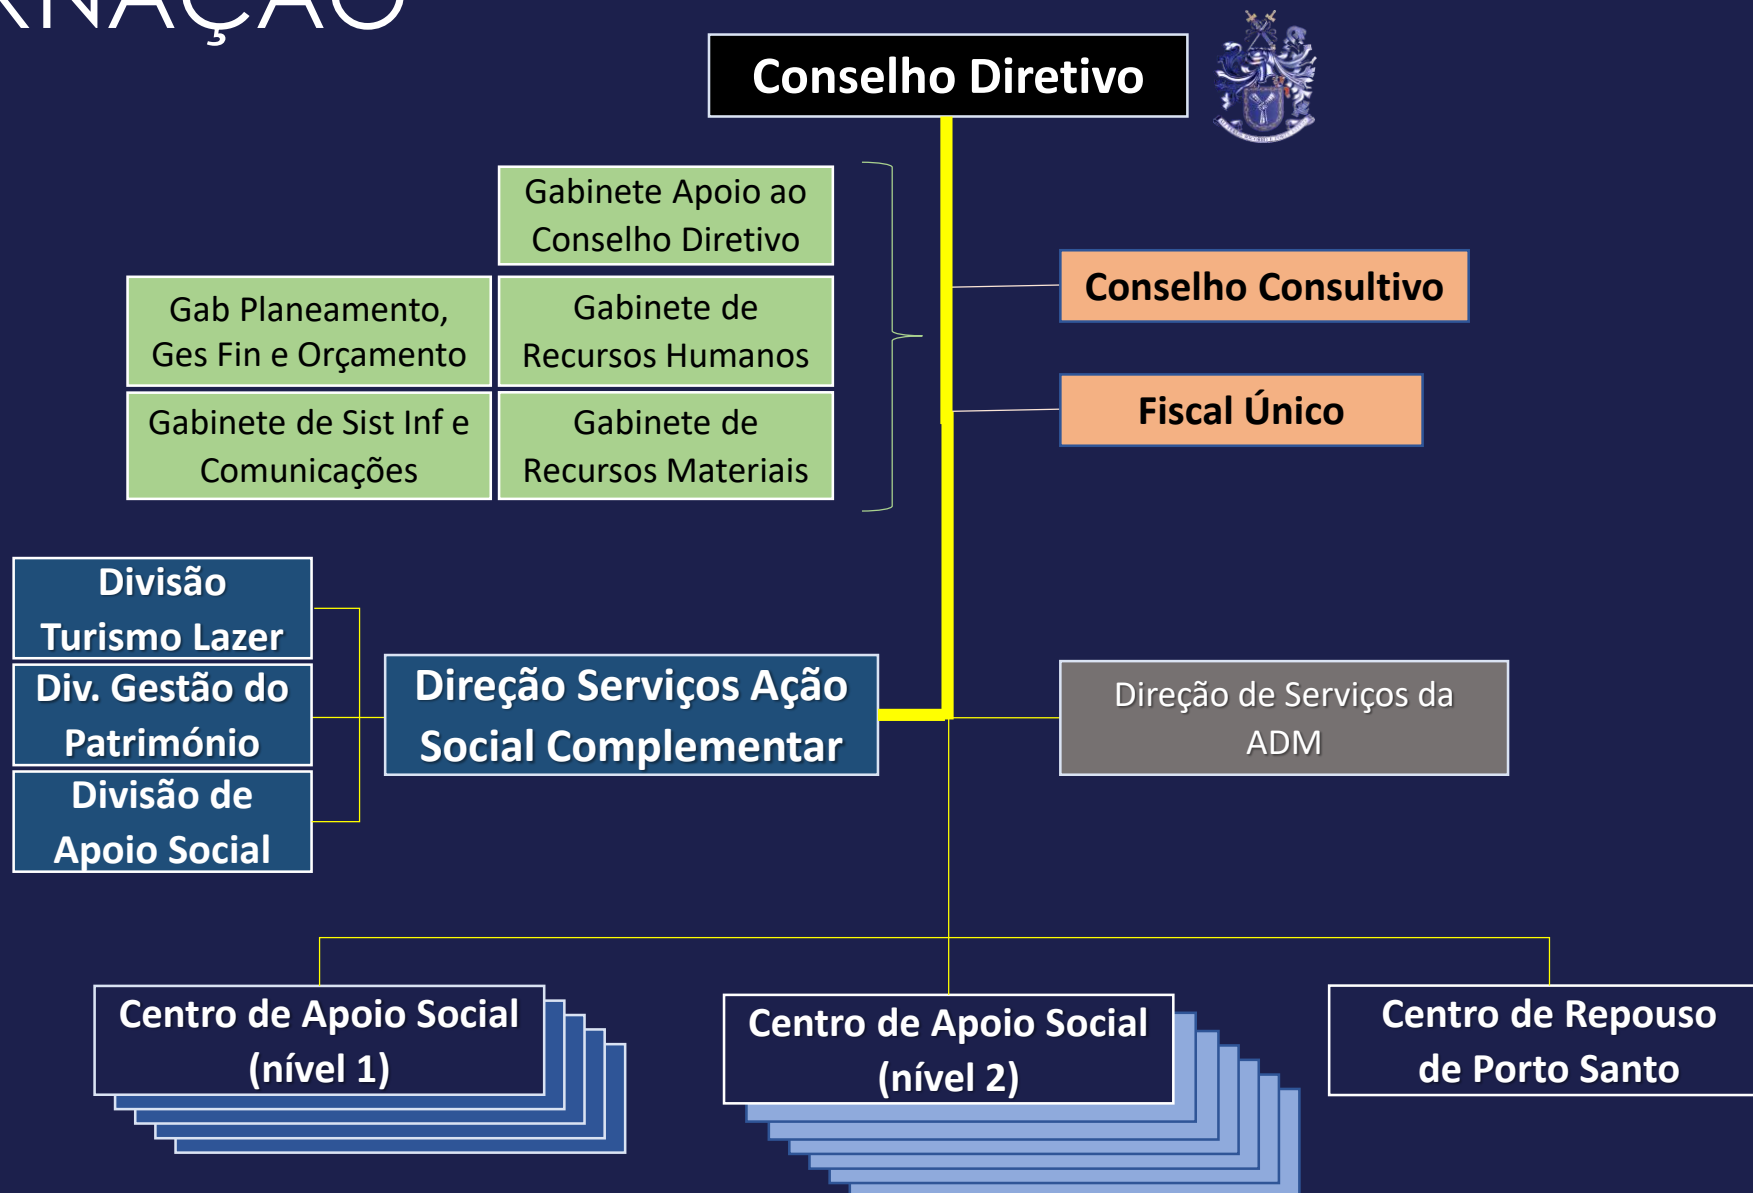 RNAÇÃO
Conselho Diretivo
Gabinete Apoio ao
Conselho Diretivo
Gab Planeamento,
Ges Fin e Orçamento
Gabinete de
Recursos Humanos
Gabinete de Sist Inf e
Comunicações
Gabinete de
Recursos Materiais
Conselho Consultivo
Fiscal Único
Divisão
Turismo Lazer
Div. Gestão do
Património
Divisão de
Apoio Social
Direção Serviços Ação
Social Complementar
Direção de Serviços da
ADM
Centro de Apoio Social
(nível 1)
Centro de Apoio Social
(nível 2)
Centro de Repouso
de Porto Santo